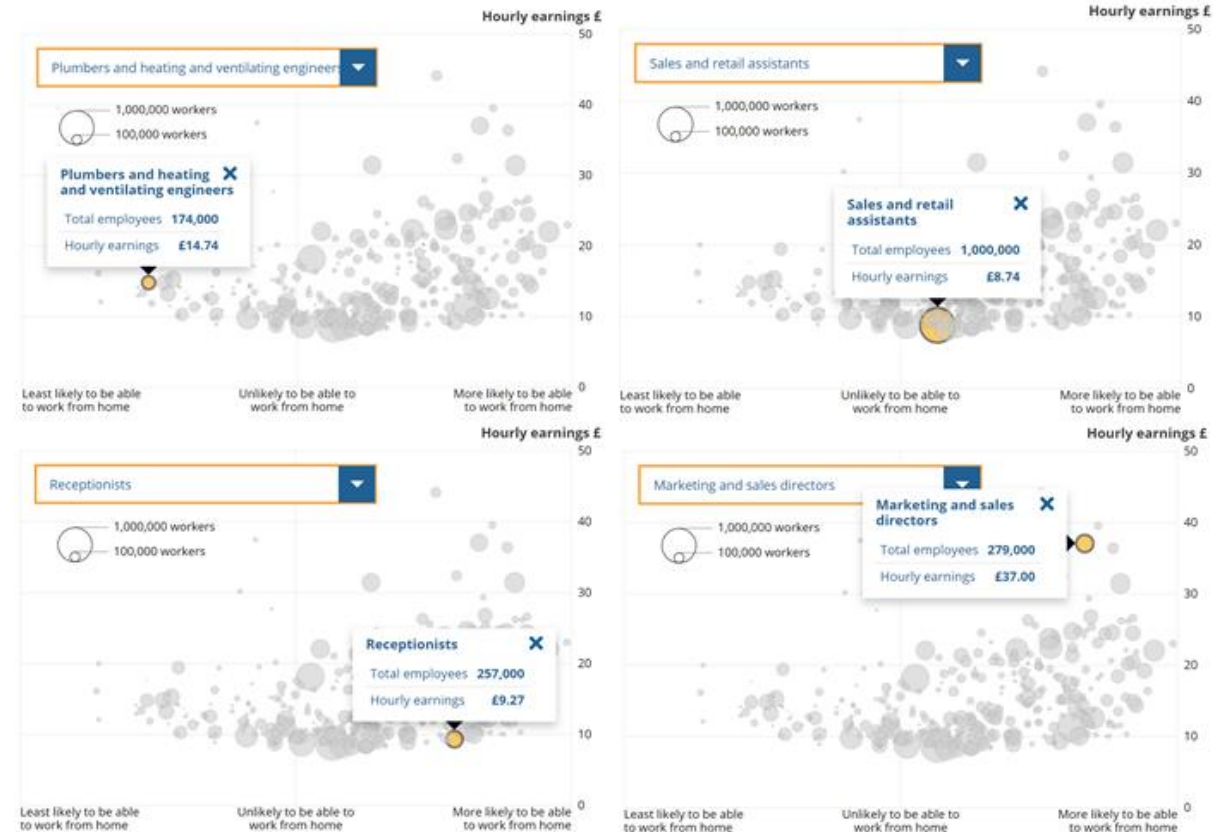 Hourly earnings £
50
Plumbers and heating and ventilating engineers
1,000,000 workers
40
100,000 workers
Plumbers and heating
and ventilating engineers
30
Total employees 174,000
Hourly earnings £14.74
20
10
0
Least likely to be able
to work from home
Unlikely to be able to
work from home
More likely to be able
to work from home
Hourly earnings £
50
Sales and retail assistants
1,000,000 workers
40
100,000 workers
30
Sales and retail
assistants
Total employees 1,000,000
20
Hourly earnings £8.74
10
0
Least likely to be able
to work from home
Unlikely to be able to
work from home
More likely to be able
to work from home
Hourly earnings £
50
Receptionists
1,000,000 workers
40
100,000 workers
30
Receptionists
Total employees 257,000
20
Hourly earnings £9.27
10
0
Least likely to be able
to work from home
Unlikely to be able to
work from home
More likely to be able
to work from home
Hourly earnings £
50
Marketing and sales directors
Marketing and sales
directors
1,000,000 workers
40
100,000 workers
Total employees 279,000
Hourly earnings £37.00
30
20
10
0
Least likely to be able
to work from home
Unlikely to be able to
work from home
More likely to be able
to work from home